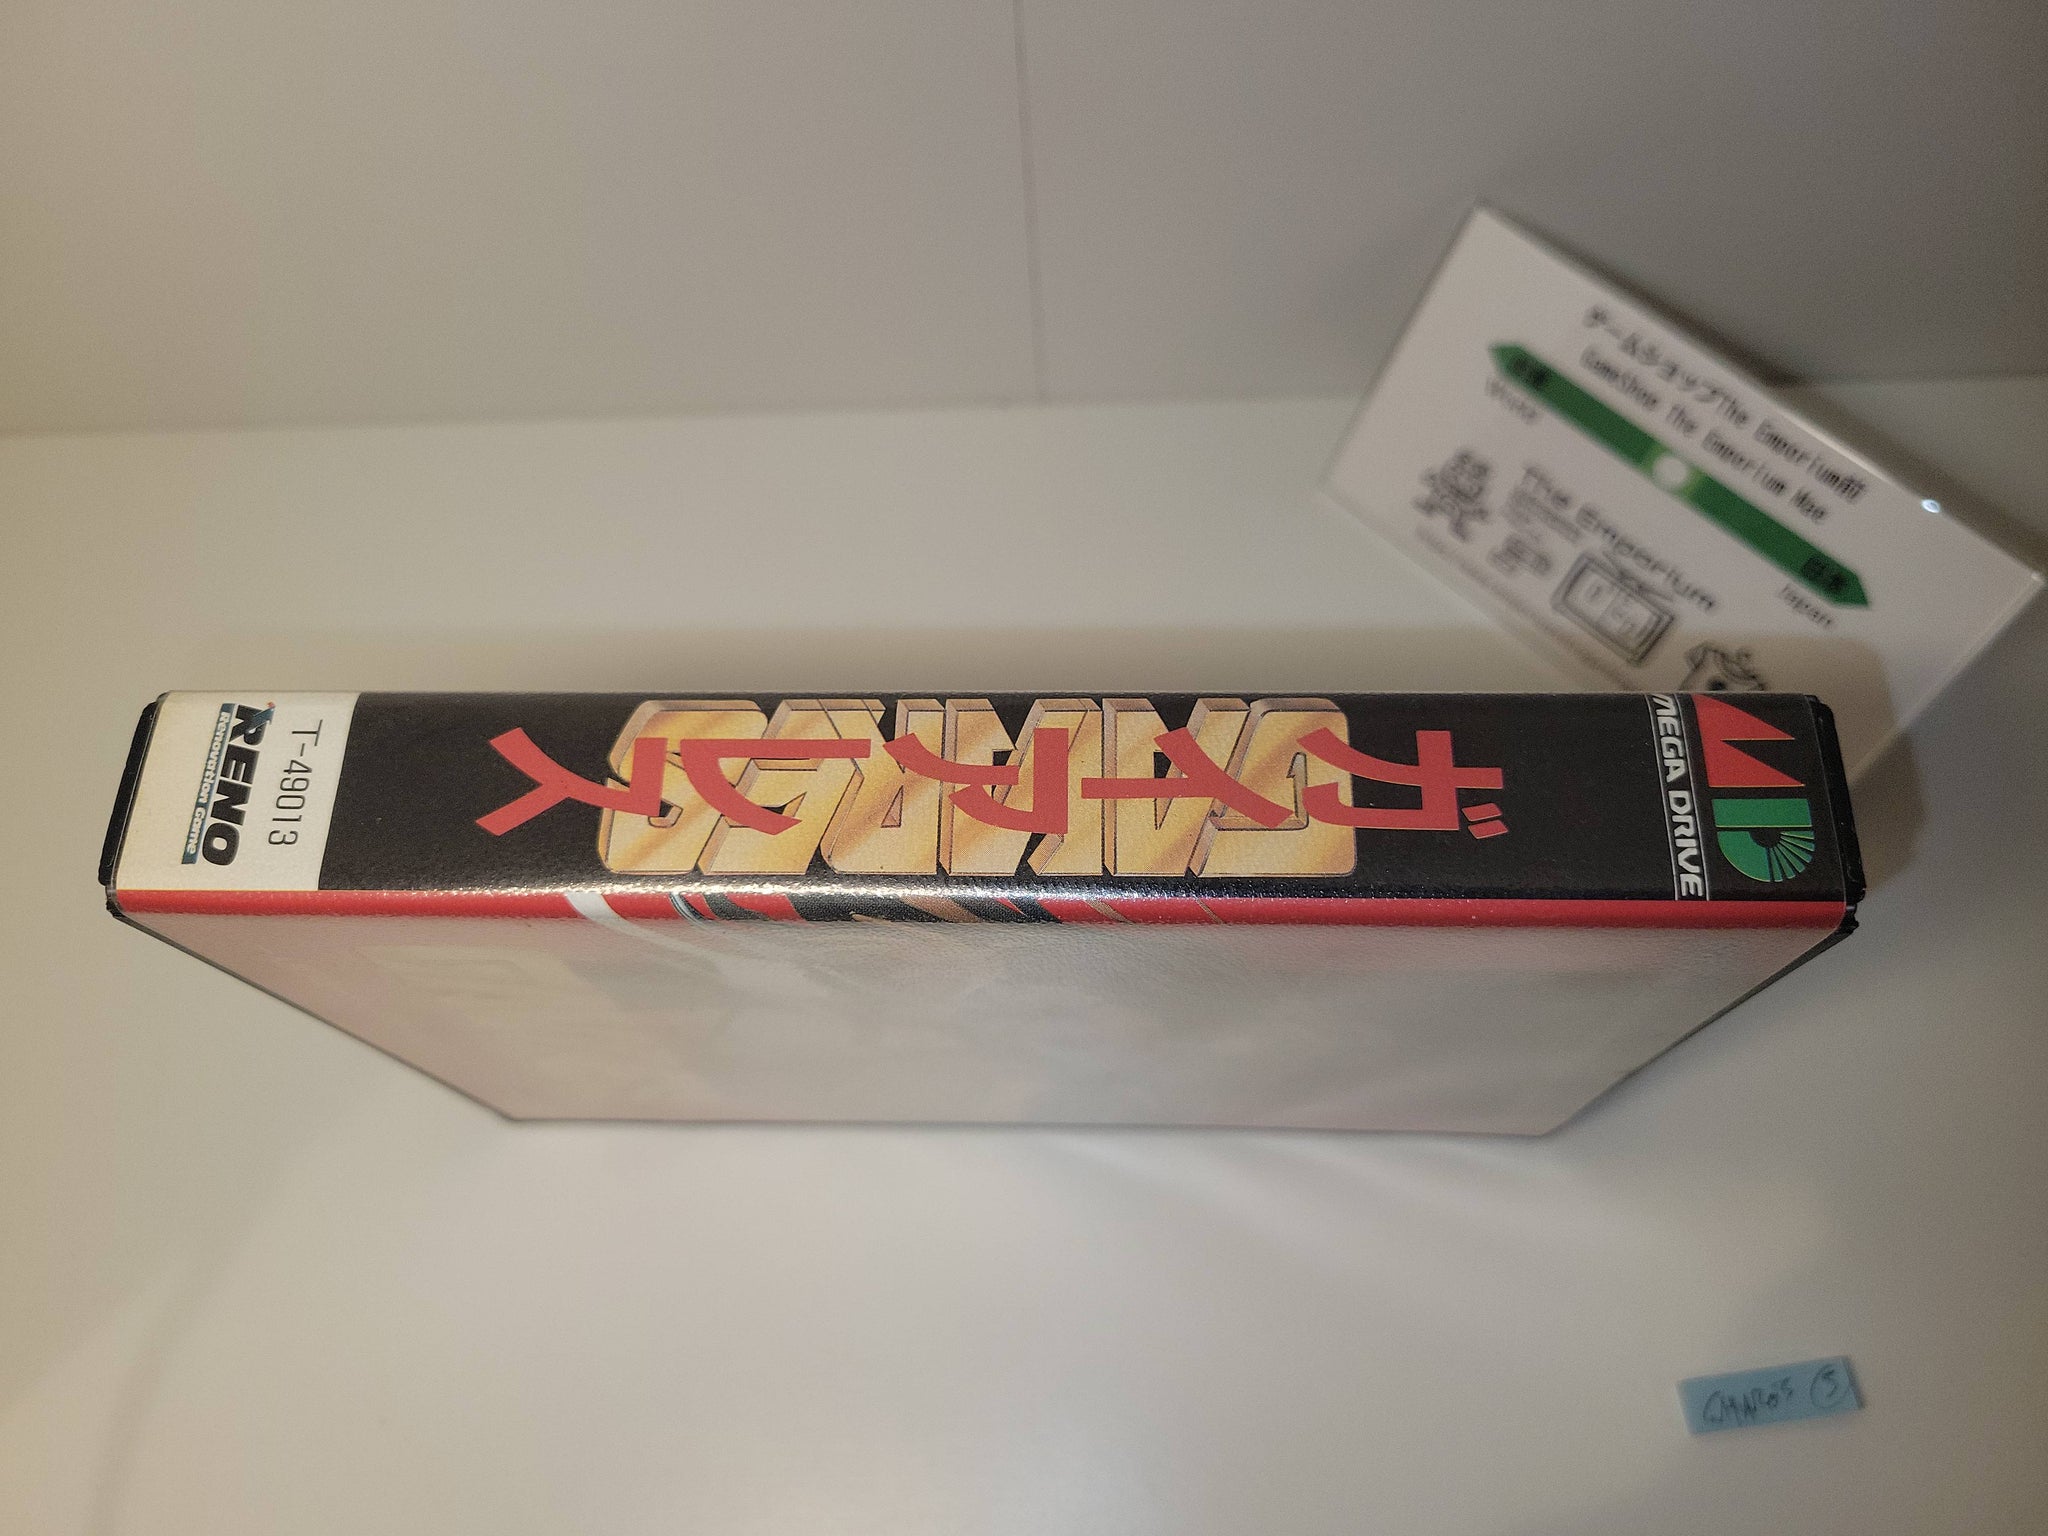 MEGA DRIVE
ガイアレス
GAIARES
T-49013
RENO
Renovation Game
ゲームショップThe Emporium前
GameShop The Emporium Mae
Japan
The Emporium